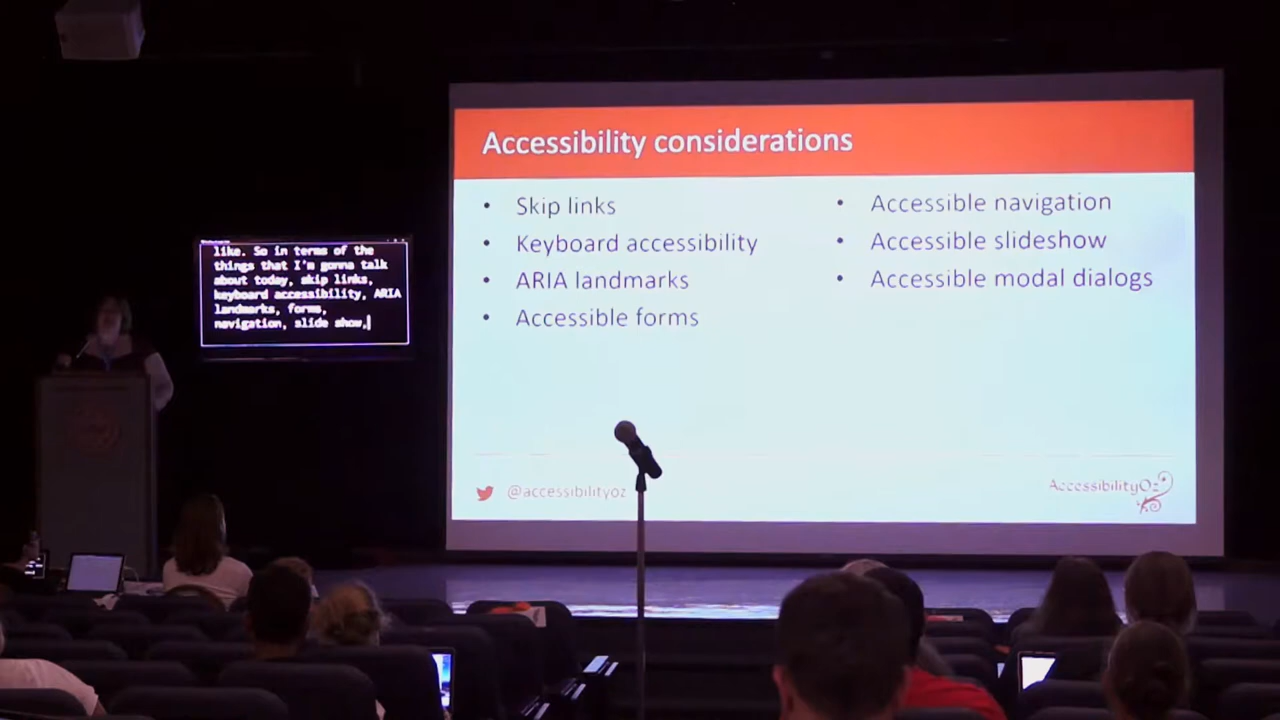 Accessibility considerations
• Skip links
• Keyboard accessibility
• ARIA landmarks
• Accessible forms
• Accessible navigation
• Accessible slideshow
• Accessible modal dialogs
@accessibilityoz
AccessibilityOz
like. So in terms of the
things that I'm gonna talk
about today, skip links,
keyboard accessibility, ARIA
landmarks, forms,
navigation, slide show,